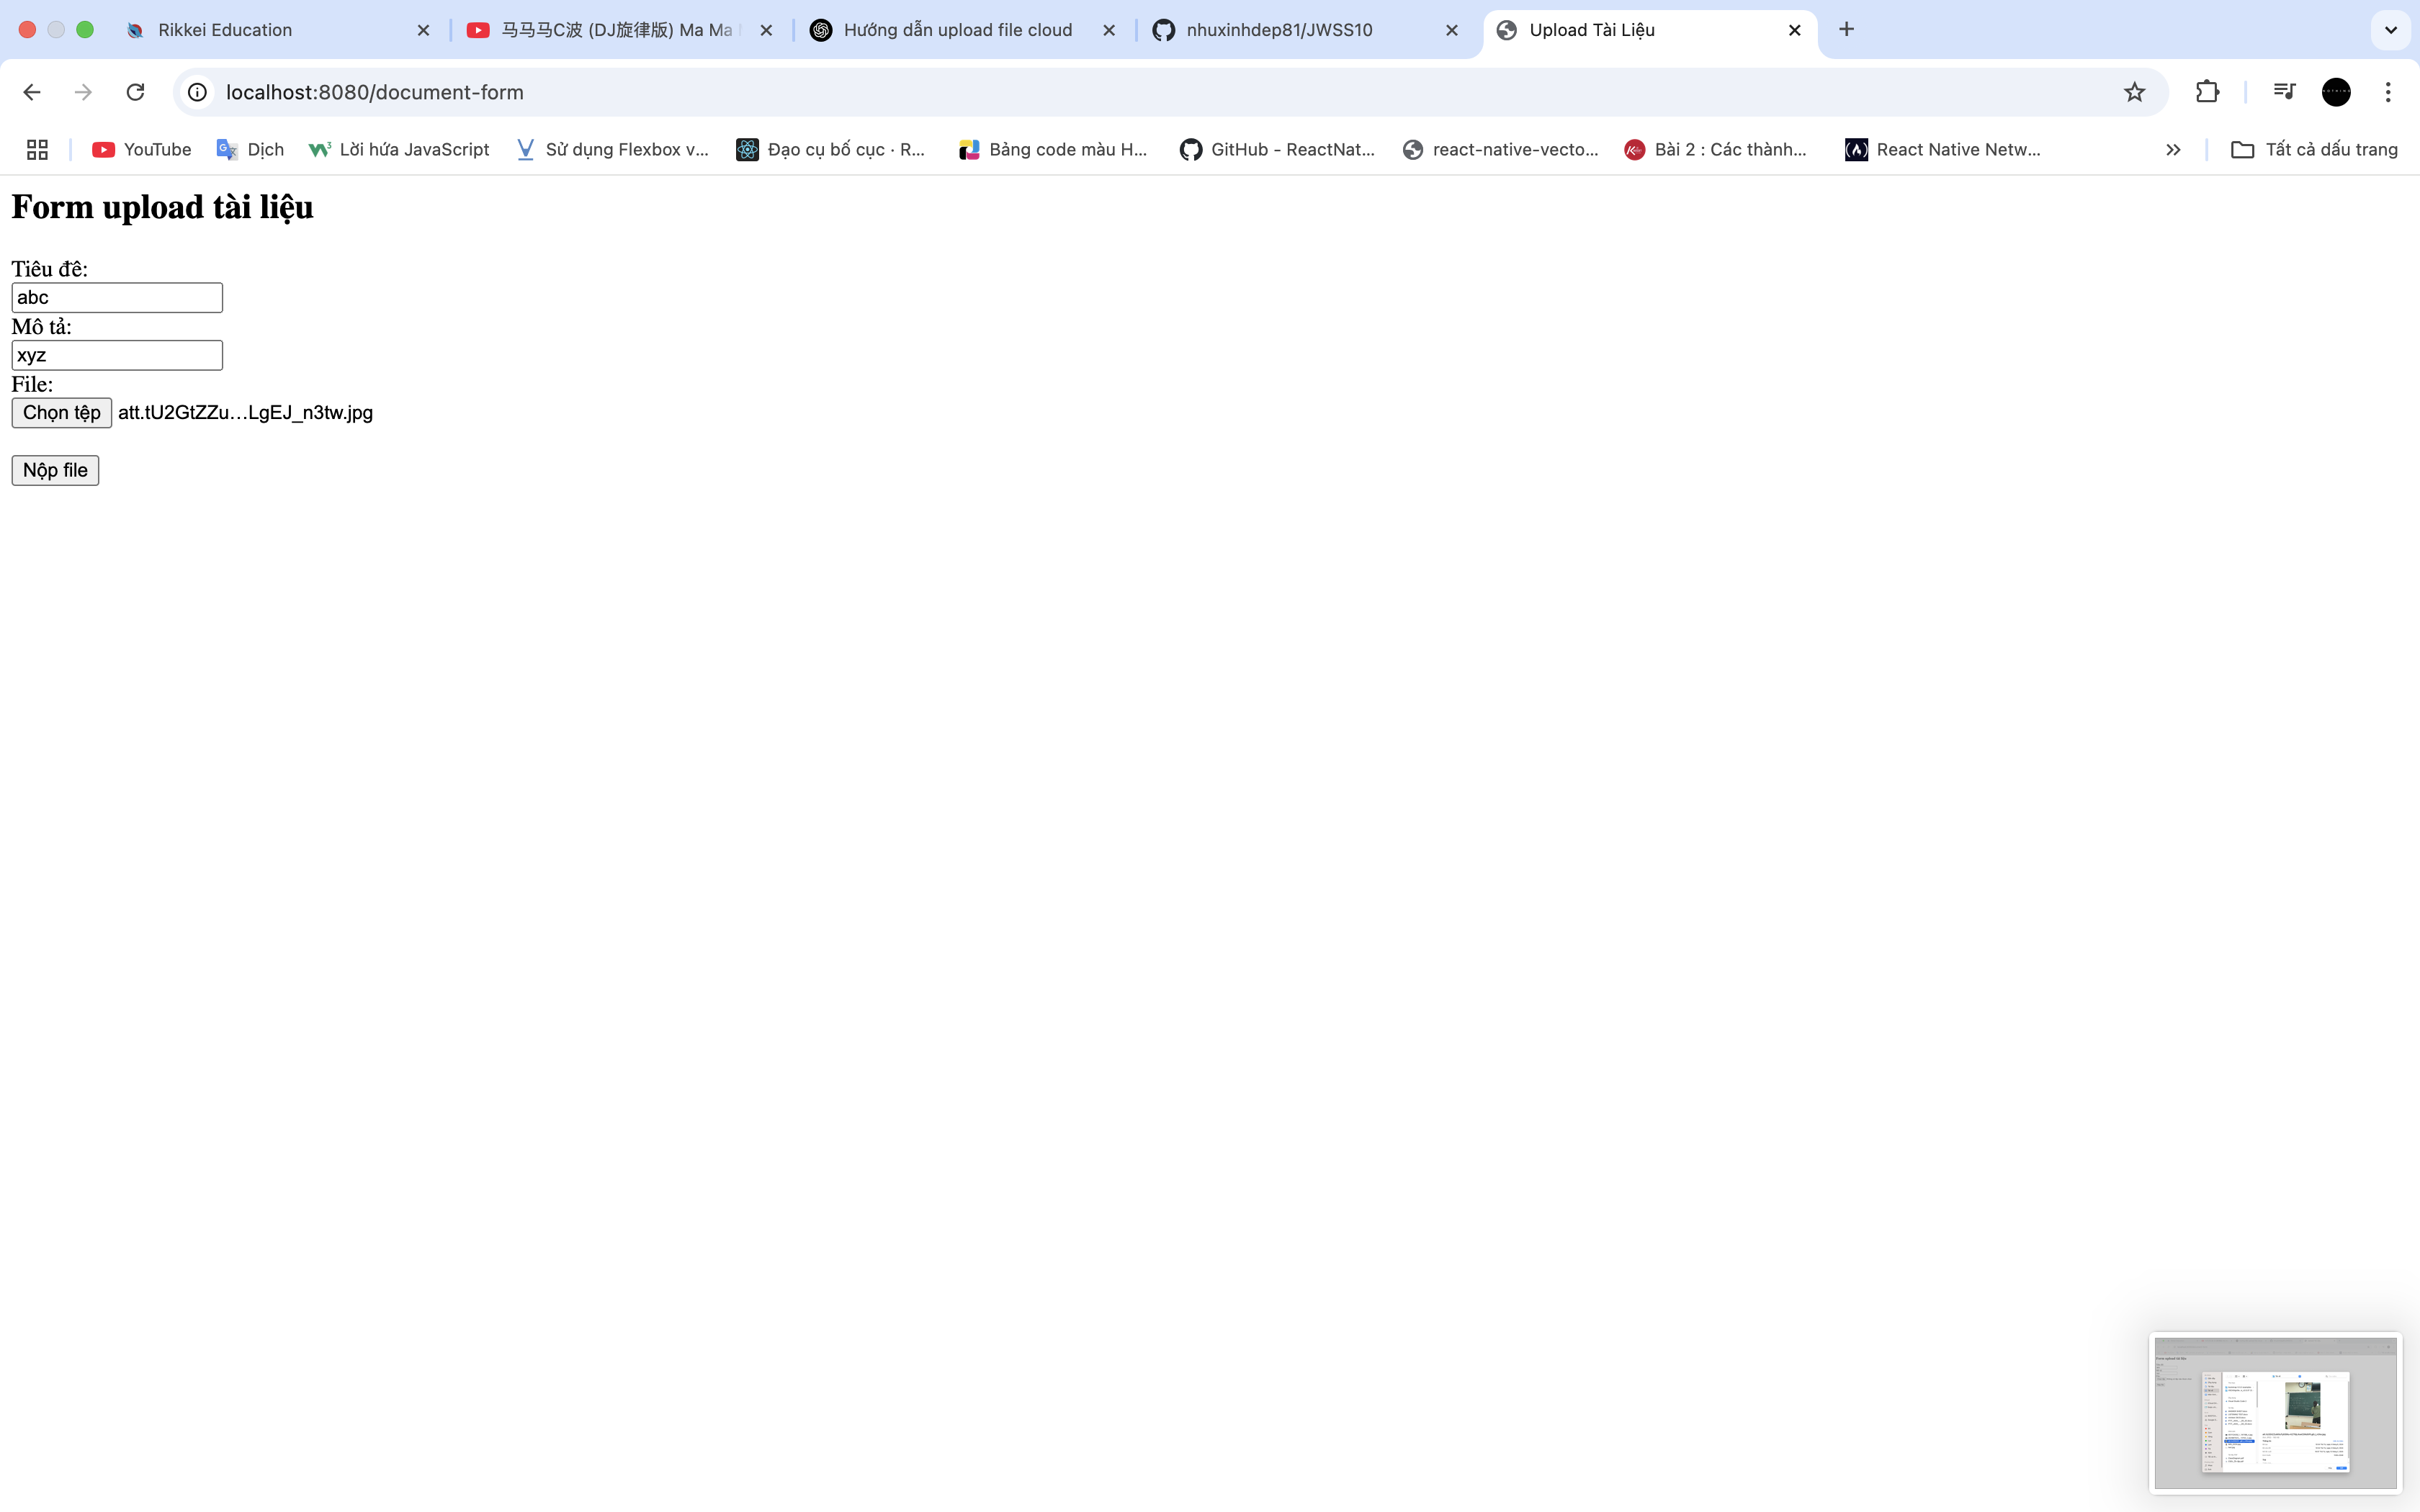 Rikkei Education
马马马C波 (DJ旋律版) Ma Ma
Hướng dẫn upload file cloud
nhuxinhdep81/JWSS10
Upload Tài Liệu
localhost:8080/document-form
YouTube
Dịch
Lời hứa JavaScript
Sử dụng Flexbox v...
Đạo cụ bố cục · R...
Bảng code màu H...
GitHub - ReactNat...
react-native-vecto...
Bài 2 : Các thành...
React Native Netw...
Tất cả dấu trang
Form upload tài liệu
Tiêu đề:
abc
Mô tả:
xyz
File:
Chọn tệp att.tU2GtZZu…LgEJ_n3tw.jpg
Nộp file